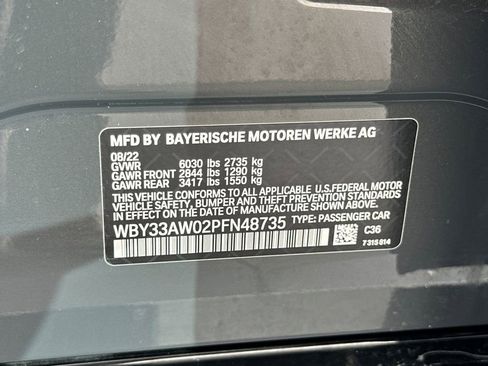 MFD BY BAYERISCHE MOTOREN WERKE AG
08/22
GVWR 6030 lbs 2735 kg
GAWR FRONT 2844 lbs 1290 kg
GAWR REAR 3417 lbs 1550 kg
THIS VEHICLE CONFORMS TO ALL APPLICABLE U.S.FEDERAL MOTOR
VEHICLE SAFETY, BUMPER AND THEFT PREVENTION STANDARDS IN
EFFECT ON THE DATE OF MANUFACTURE SHOWN ABOVE.
WBY33AW02PFN48735 TYPE: PASSENGER CAR
C36
7 315 014